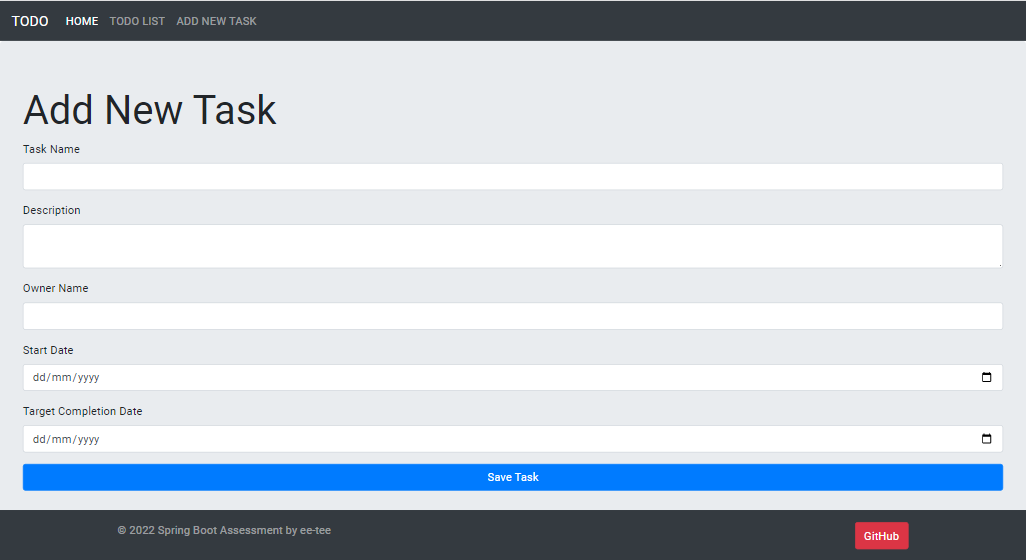 TODO HOME TODO LIST ADD NEW TASK
Add New Task
Task Name
Description
Owner Name
Start Date
dd/mm/yyyy
Target Completion Date
dd/mm/yyyy
Save Task
© 2022 Spring Boot Assessment by ee-tee
GitHub